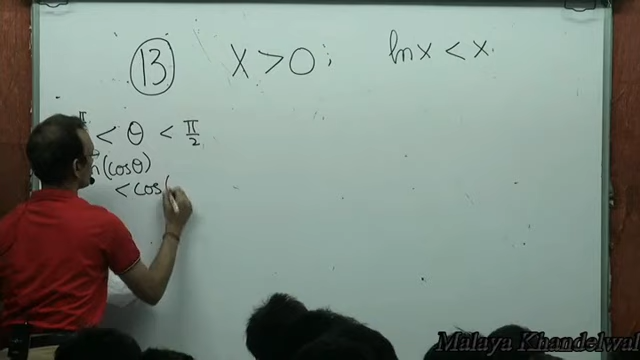 13 x > 0 ; ln x < x.
π < θ < π/2
(cosθ)
< cos(
Malaya Khandelwal